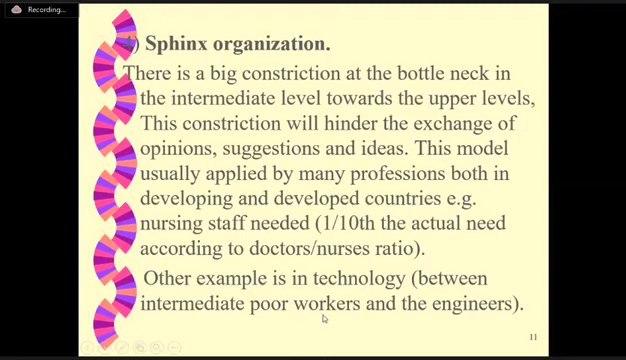 Recording...
) Sphinx organization.
There is a big constriction at the bottle neck in
the intermediate level towards the upper levels,
This constriction will hinder the exchange of
opinions, suggestions and ideas. This model
usually applied by many professions both in
developing and developed countries e.g.
nursing staff needed (1/10th the actual need
according to doctors/nurses ratio).
Other example is in technology (between
intermediate poor workers and the engineers).
11